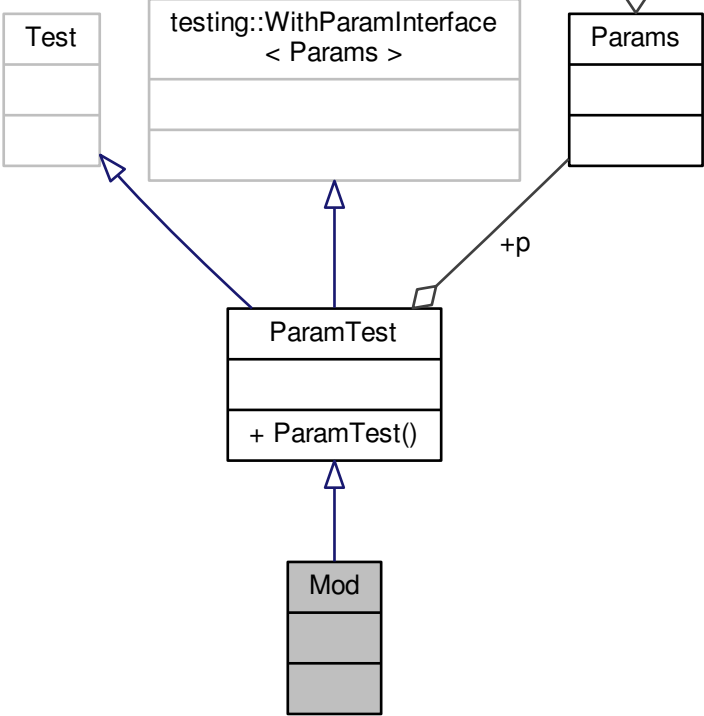 Test
testing::WithParamInterface
< Params >
Params
+p
ParamTest
+ ParamTest()
Mod